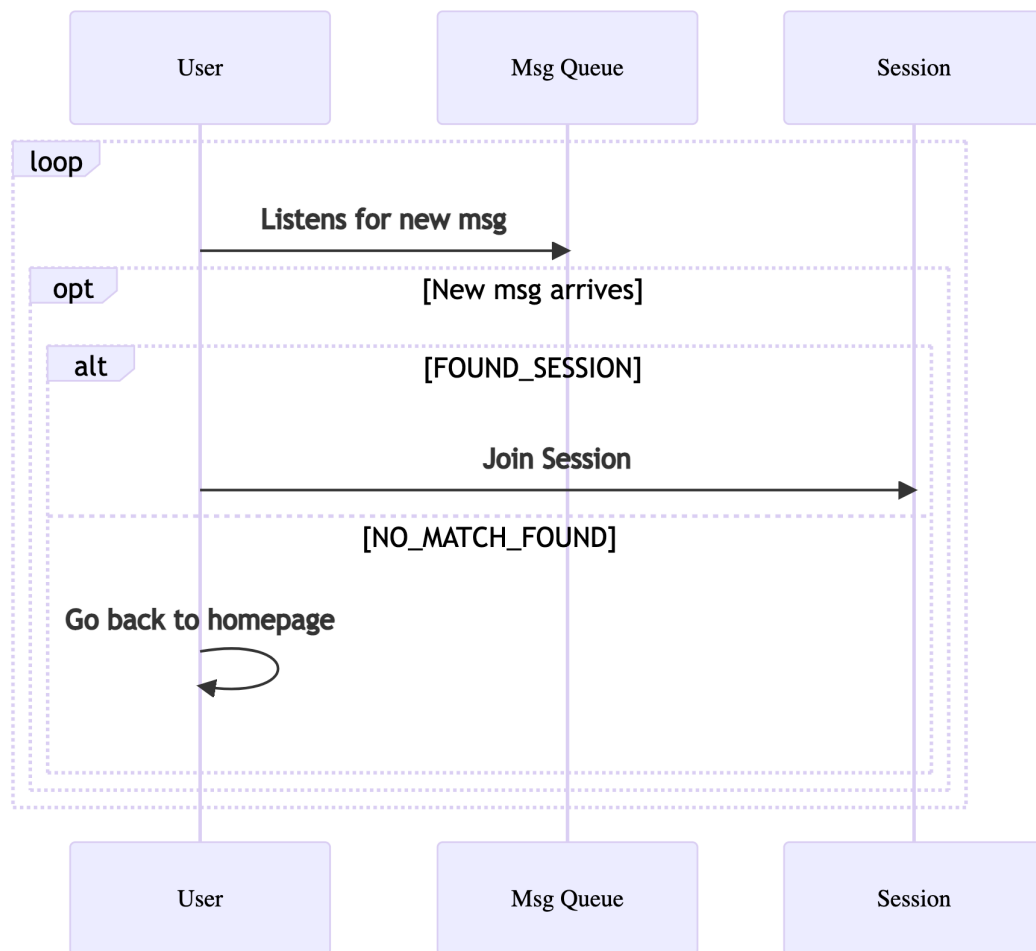 User
Msg Queue
Session
loop
Listens for new msg
opt
[New msg arrives]
alt
[FOUND_SESSION]
Join Session
[NO_MATCH_FOUND]
Go back to homepage
User
Msg Queue
Session